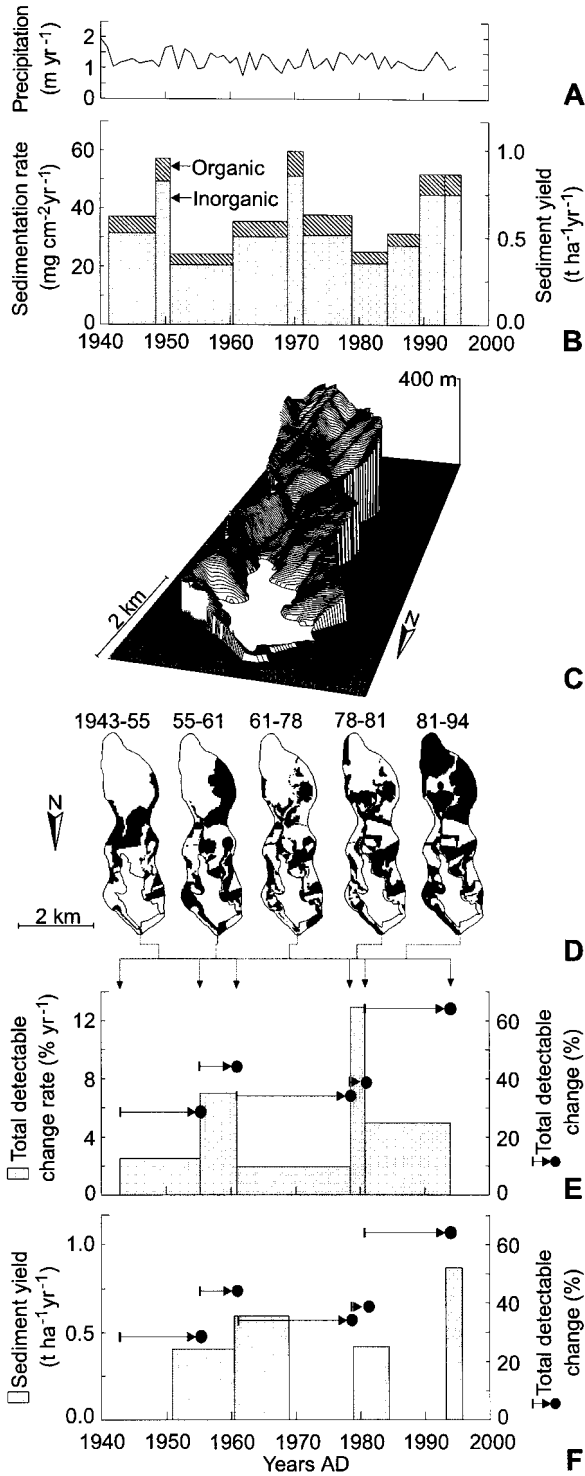 Precipitation
(m yr⁻¹)
2
1
0
A
Sedimentation rate
(mg cm⁻²yr⁻¹)
60
40
20
0
Organic
Inorganic
1.0
0.5
0.0
Sediment yield
(t ha⁻¹yr⁻¹)
1940 1950 1960 1970 1980 1990 2000
B
400 m
2 km
N
C
1943-55 55-61 61-78 78-81 81-94
N
2 km
D
Total detectable
change rate (% yr⁻¹)
12
8
4
0
60
40
20
0
Total detectable
change (%)
E
Sediment yield
(t ha⁻¹yr⁻¹)
1.0
0.5
0.0
60
40
20
0
Total detectable
change (%)
1940 1950 1960 1970 1980 1990 2000
Years AD
F